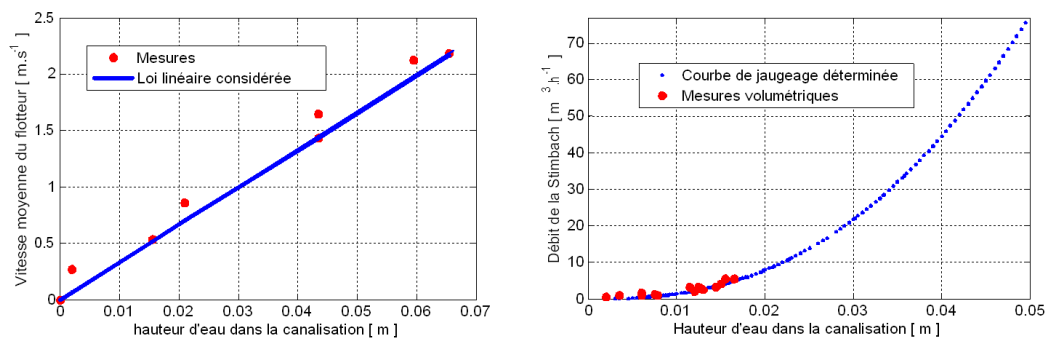 2.5
2
1.5
1
0.5
0
Vitesse moyenne du flotteur [ m.s-1 ]
Mesures
Loi linéaire considérée
0 0.01 0.02 0.03 0.04 0.05 0.06 0.07
hauteur d'eau dans la canalisation [ m ]
70
60
50
40
30
20
10
0
Débit de la Stimbach [ m3.h-1 ]
Courbe de jaugeage déterminée
Mesures volumétriques
0 0.01 0.02 0.03 0.04 0.05
Hauteur d'eau dans la canalisation [ m ]